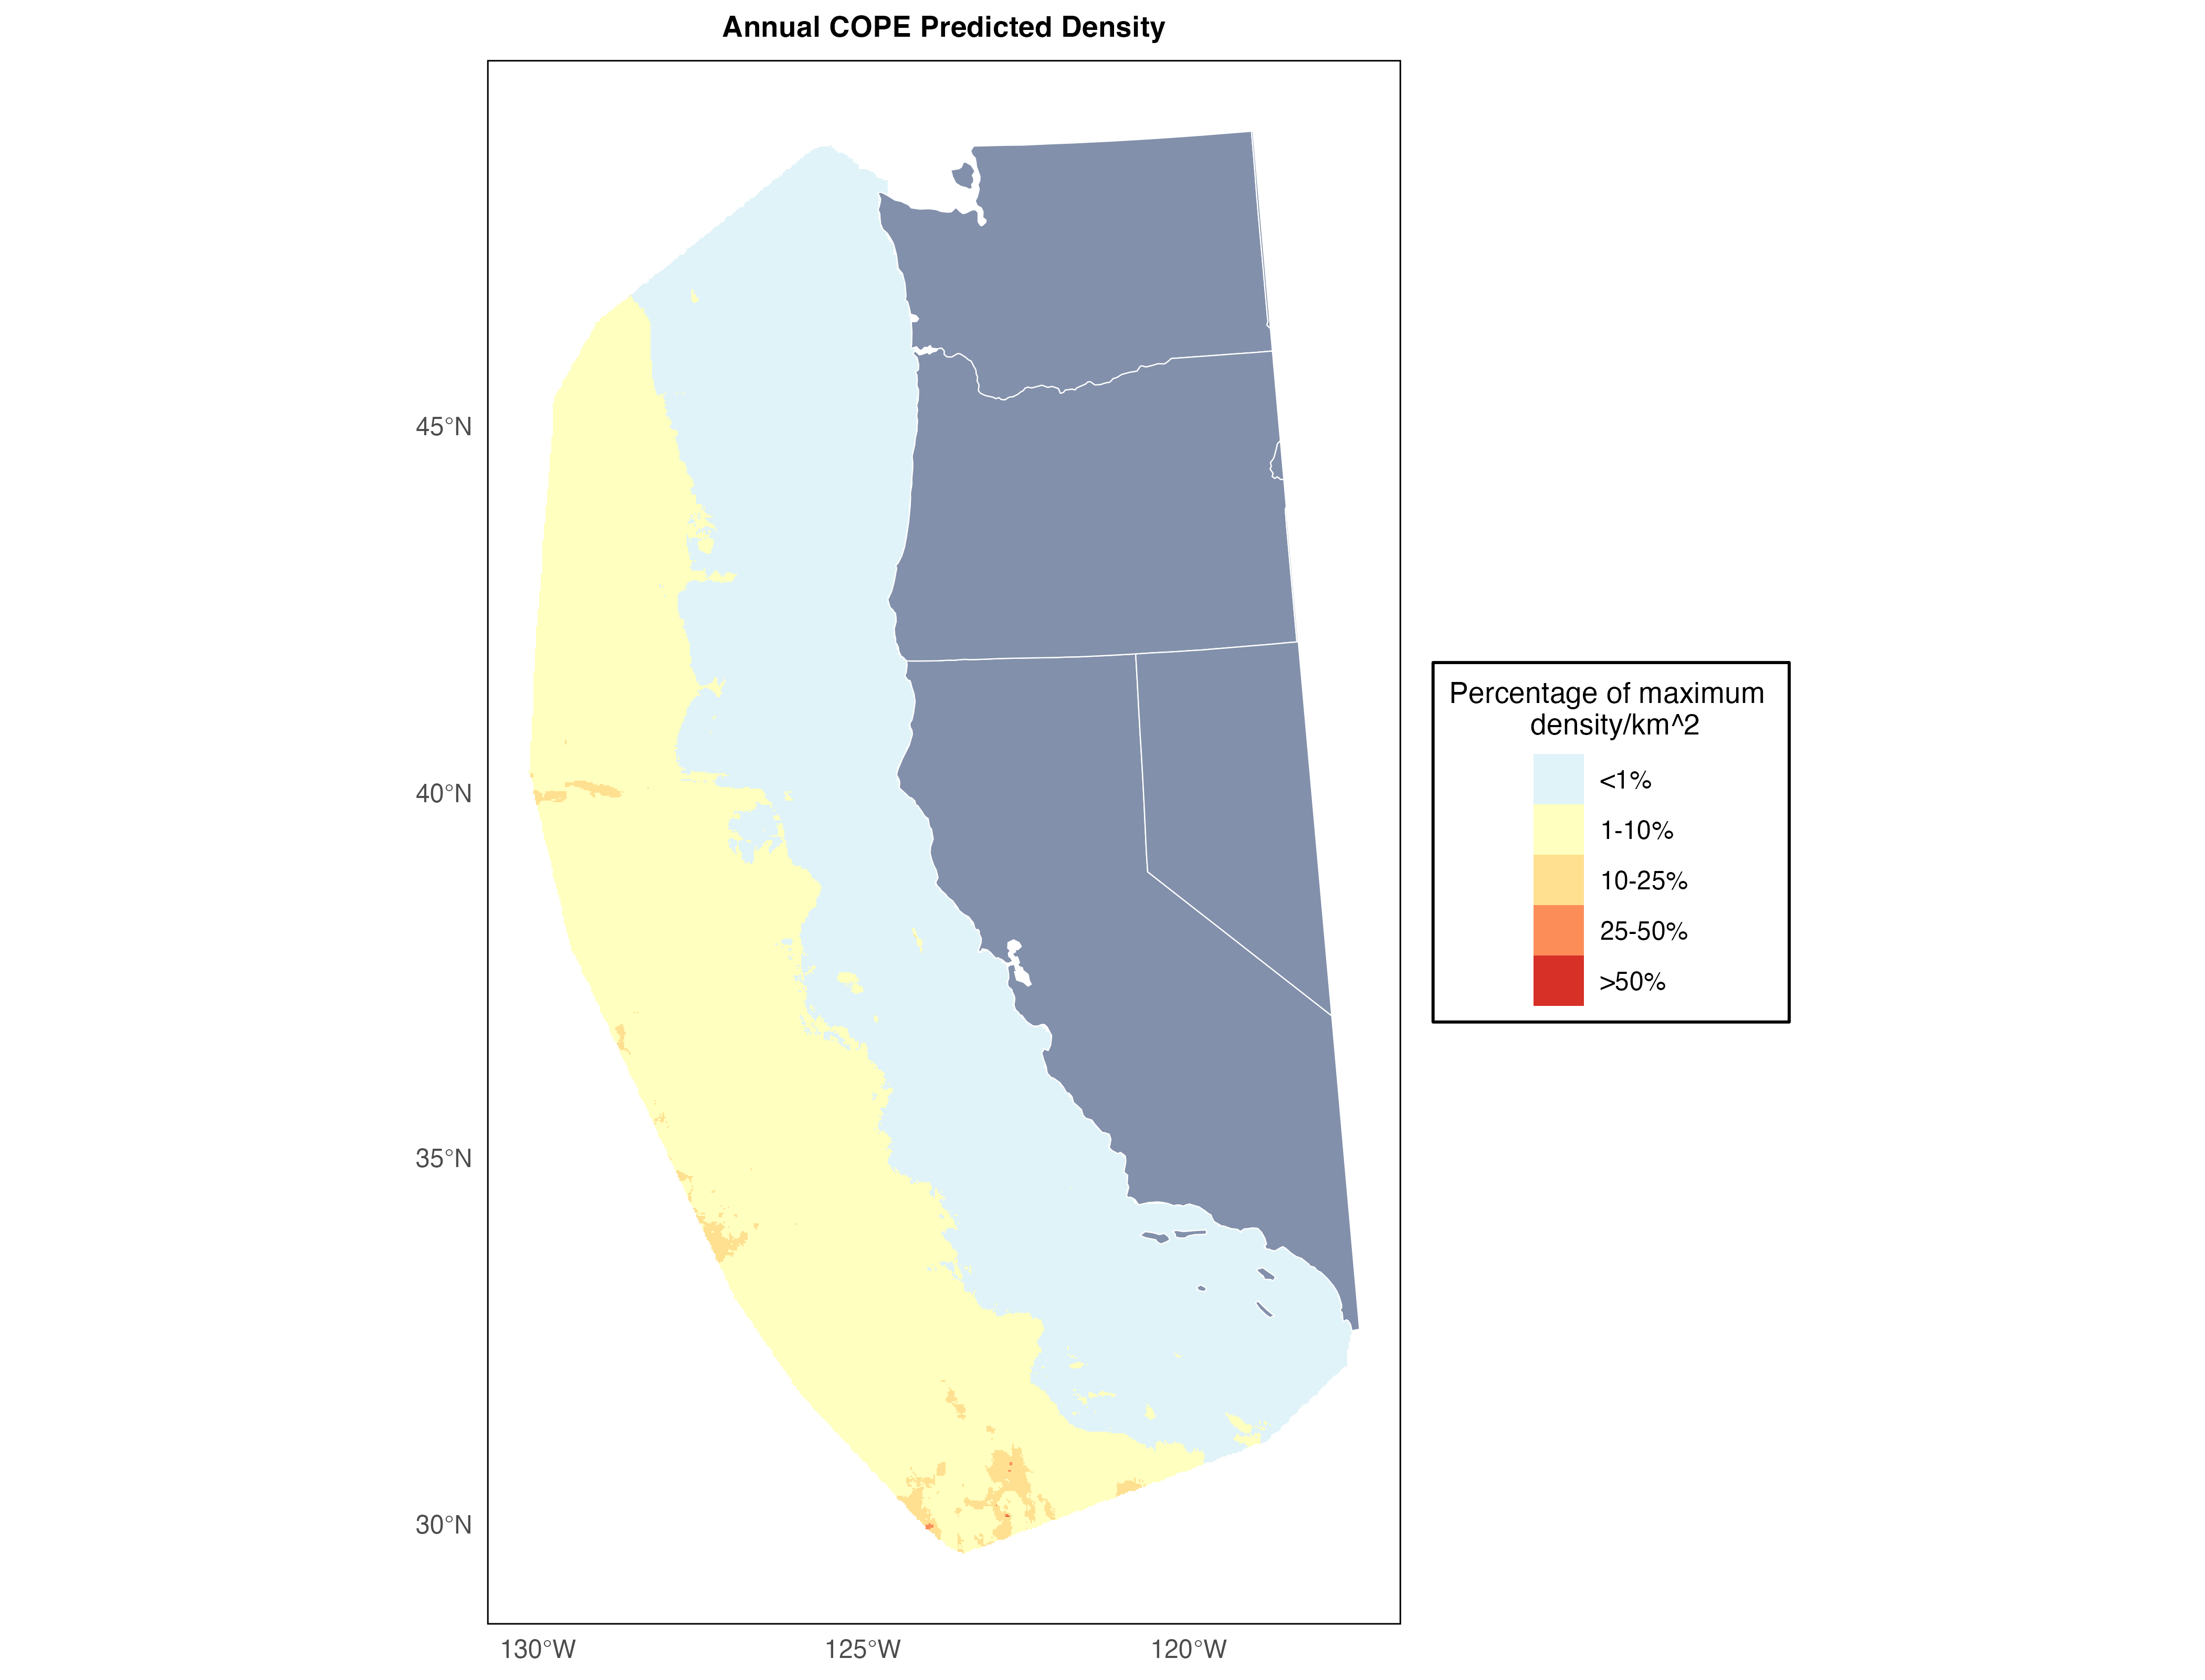 Annual COPE Predicted Density
45°N
40°N
35°N
30°N
130°W
125°W
120°W
Percentage of maximum
density/km^2
<1%
1-10%
10-25%
25-50%
>50%